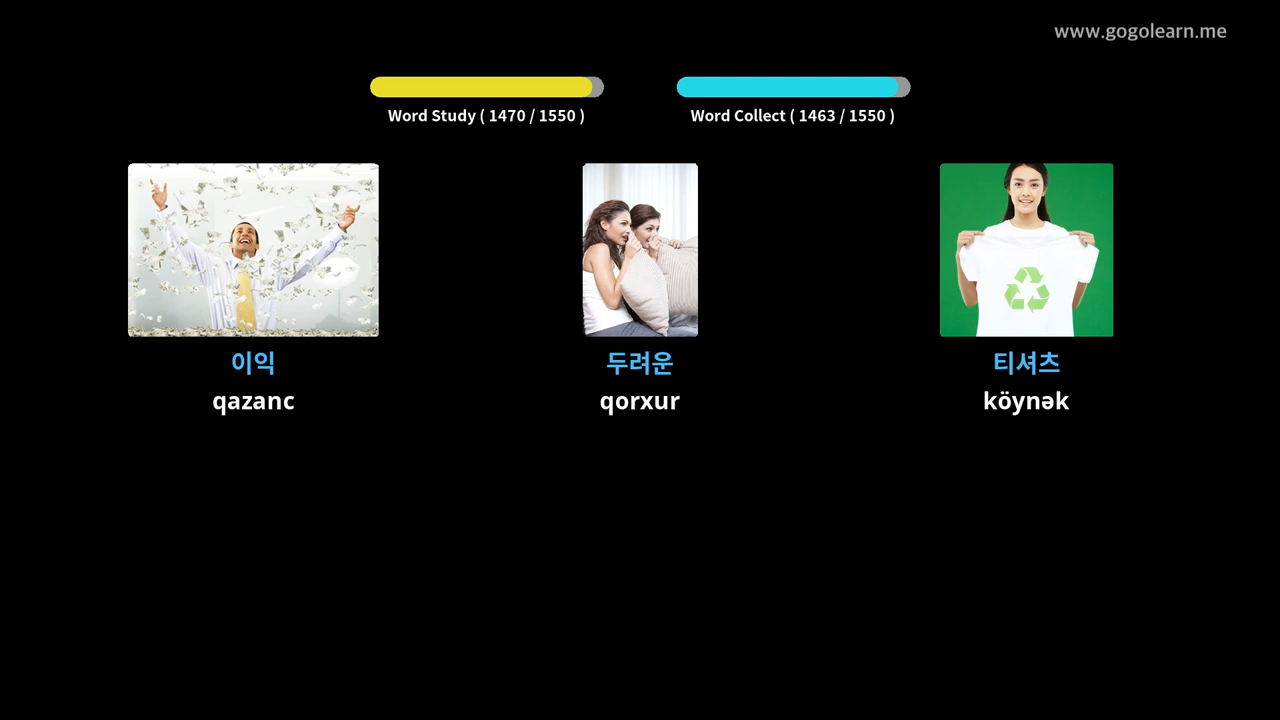 www.gogolearn.me
Word Study ( 1470 / 1550 )
Word Collect ( 1463 / 1550 )
이익
qazanc
두려운
qorxur
티셔츠
köynək